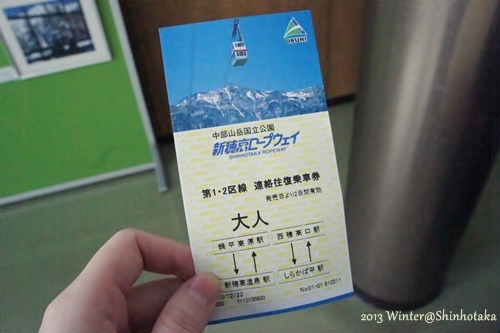 OKUHI
中部山岳国立公園
新穂高ロープウェイ
SHINHOTAKA ROPEWAY
第1・2区線 連絡往復乗車券
発売日より2日間有効
大人
鍋平高原駅 西穂高口駅
新穂高温泉駅 しらかば平駅
2013 Winter@Shinhotaka